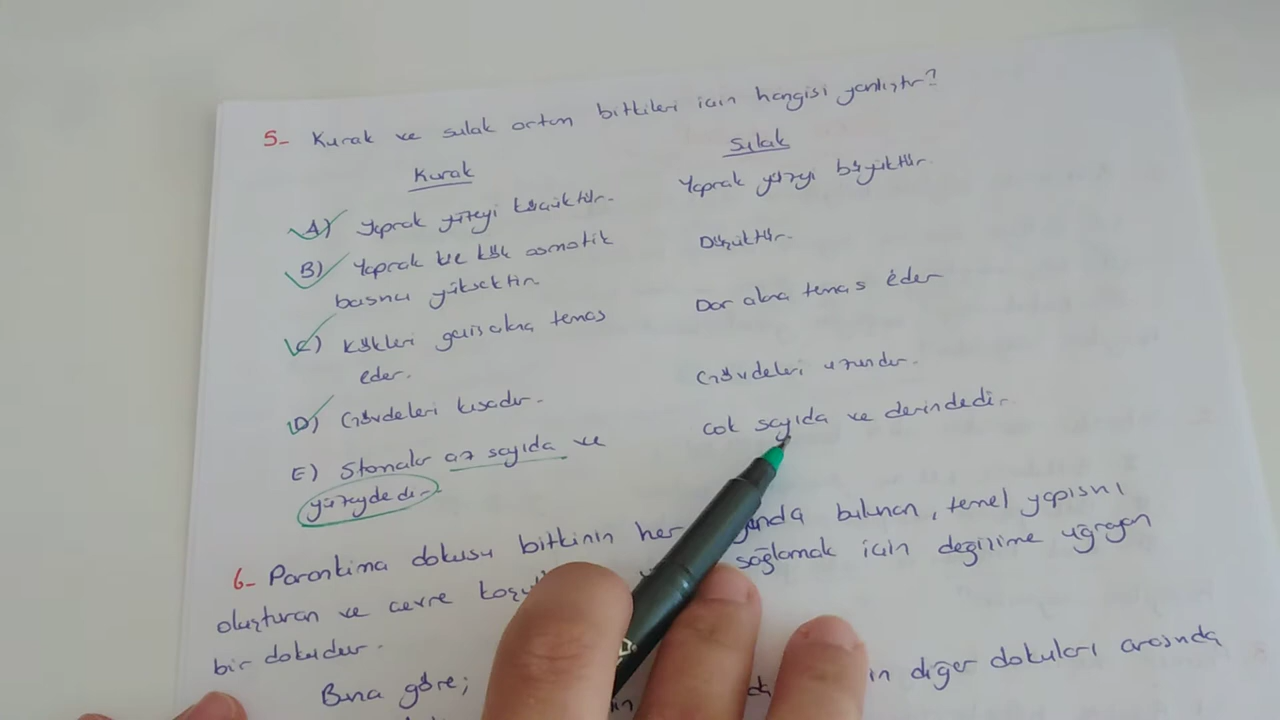 5- Kurak ve sulak ortam bitkileri için hangisi yanlıştır?
Kurak Sulak
A) Yaprak yüzeyi küçüktür. Yaprak yüzeyi büyüktür.
B) Yaprak ve kök osmotik Düşüktür.
basıncı yüksektir.
C) Kökleri geniş alana temas Dar alana temas eder
eder.
D) Gövdeleri kısadır. Gövdeleri uzundur.
E) Stomalar az sayıda ve çok sayıda ve derindedir.
yüzeydedir.
6- Parankima dokusu bitkinin her bulunan, temel yapısını
oluşturan ve çevre sağlamak için değişime uğrayan
bir dokudur.
Buna göre; diğer dokuları arasında